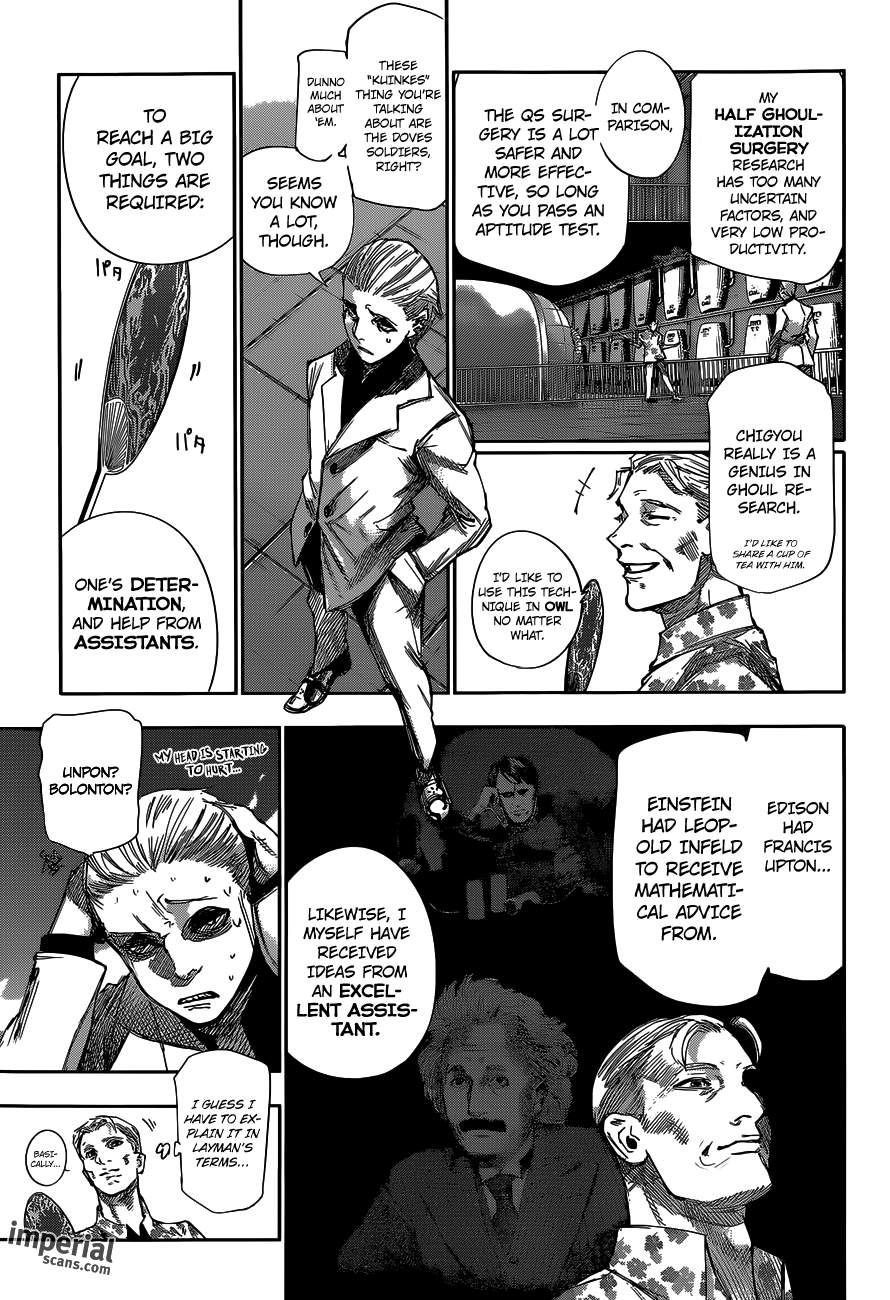 MY
HALF GHOUL-
IZATION
SURGERY
RESEARCH
HAS TOO MANY
UNCERTAIN
FACTORS, AND
VERY LOW PRO-
DUCTIVITY.
IN COM-
PARISON,
THE QS SUR-
GERY IS A LOT
SAFER AND
MORE EFFEC-
TIVE, SO LONG
AS YOU PASS AN
APTITUDE TEST.
CHIGYOU
REALLY IS A
GENIUS IN
GHOUL RE-
SEARCH.
I'D LIKE TO
SHARE A CUP OF
TEA WITH HIM.
I'D LIKE TO
USE THIS TECH-
NIQUE IN OWL
NO MATTER
WHAT.
THESE
"KUINKES"
THING YOU'RE
TALKING
ABOUT ARE
THE DOVES
SOLDIERS,
RIGHT?
DUNNO
MUCH
ABOUT
'EM.
SEEMS
YOU KNOW
A LOT,
THOUGH.
TO
REACH A BIG
GOAL, TWO
THINGS ARE
REQUIRED:
パタ
パタ
ONE'S DETER-
MINATION,
AND HELP FROM
ASSISTANTS.
EDISON
HAD
FRANCIS
UPTON...
EINSTEIN
HAD LEOP-
OLD INFELD
TO RECEIVE
MATHEMATI-
CAL ADVICE
FROM.
LIKEWISE, I
MYSELF HAVE
RECEIVED
IDEAS FROM
AN EXCEL-
LENT ASSIS-
TANT.
MY HEAD IS STARTING
TO HURT...
UNPON?
BOLONTON?
I GUESS I
HAVE TO EX-
PLAIN IT IN
LAYMAN'S
TERMS...
BASI-
CALLY...
imperial
scans.com